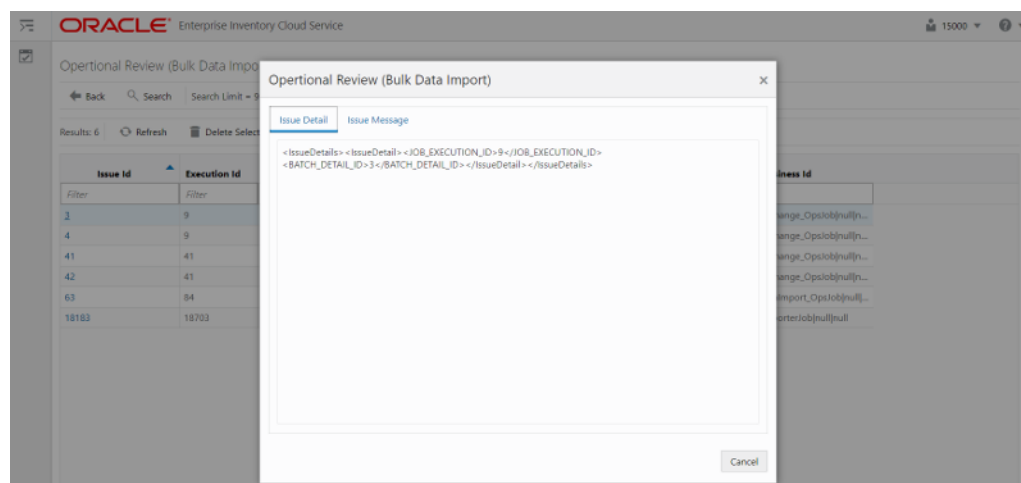 ORACLE Enterprise Inventory Cloud Service
15000
Opertional Review (Bulk Data Impo
Back Search Search Limit = 9
Results: 6 Refresh Delete Select
Issue Id Execution Id iness Id
Filter Filter
3 9 ange_OpsJob|null|n...
4 9 ange_OpsJob|null|n...
41 41 ange_OpsJob|null|n...
42 41 ange_OpsJob|null|n...
63 84 Import_OpsJob|null|...
18183 18703 orterJob|null|null
Opertional Review (Bulk Data Import)
Issue Detail Issue Message
<IssueDetails><IssueDetail><JOB_EXECUTION_ID>9</JOB_EXECUTION_ID>
<BATCH_DETAIL_ID>3</BATCH_DETAIL_ID></IssueDetail></IssueDetails>
Cancel